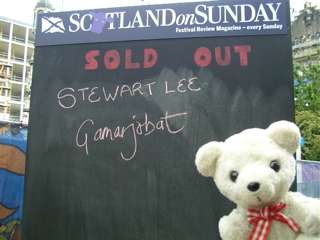 SCOTLAND on SUNDAY
Festival Review Magazine - every Sunday
SOLD OUT
STEWART LEE
Gamarjobat